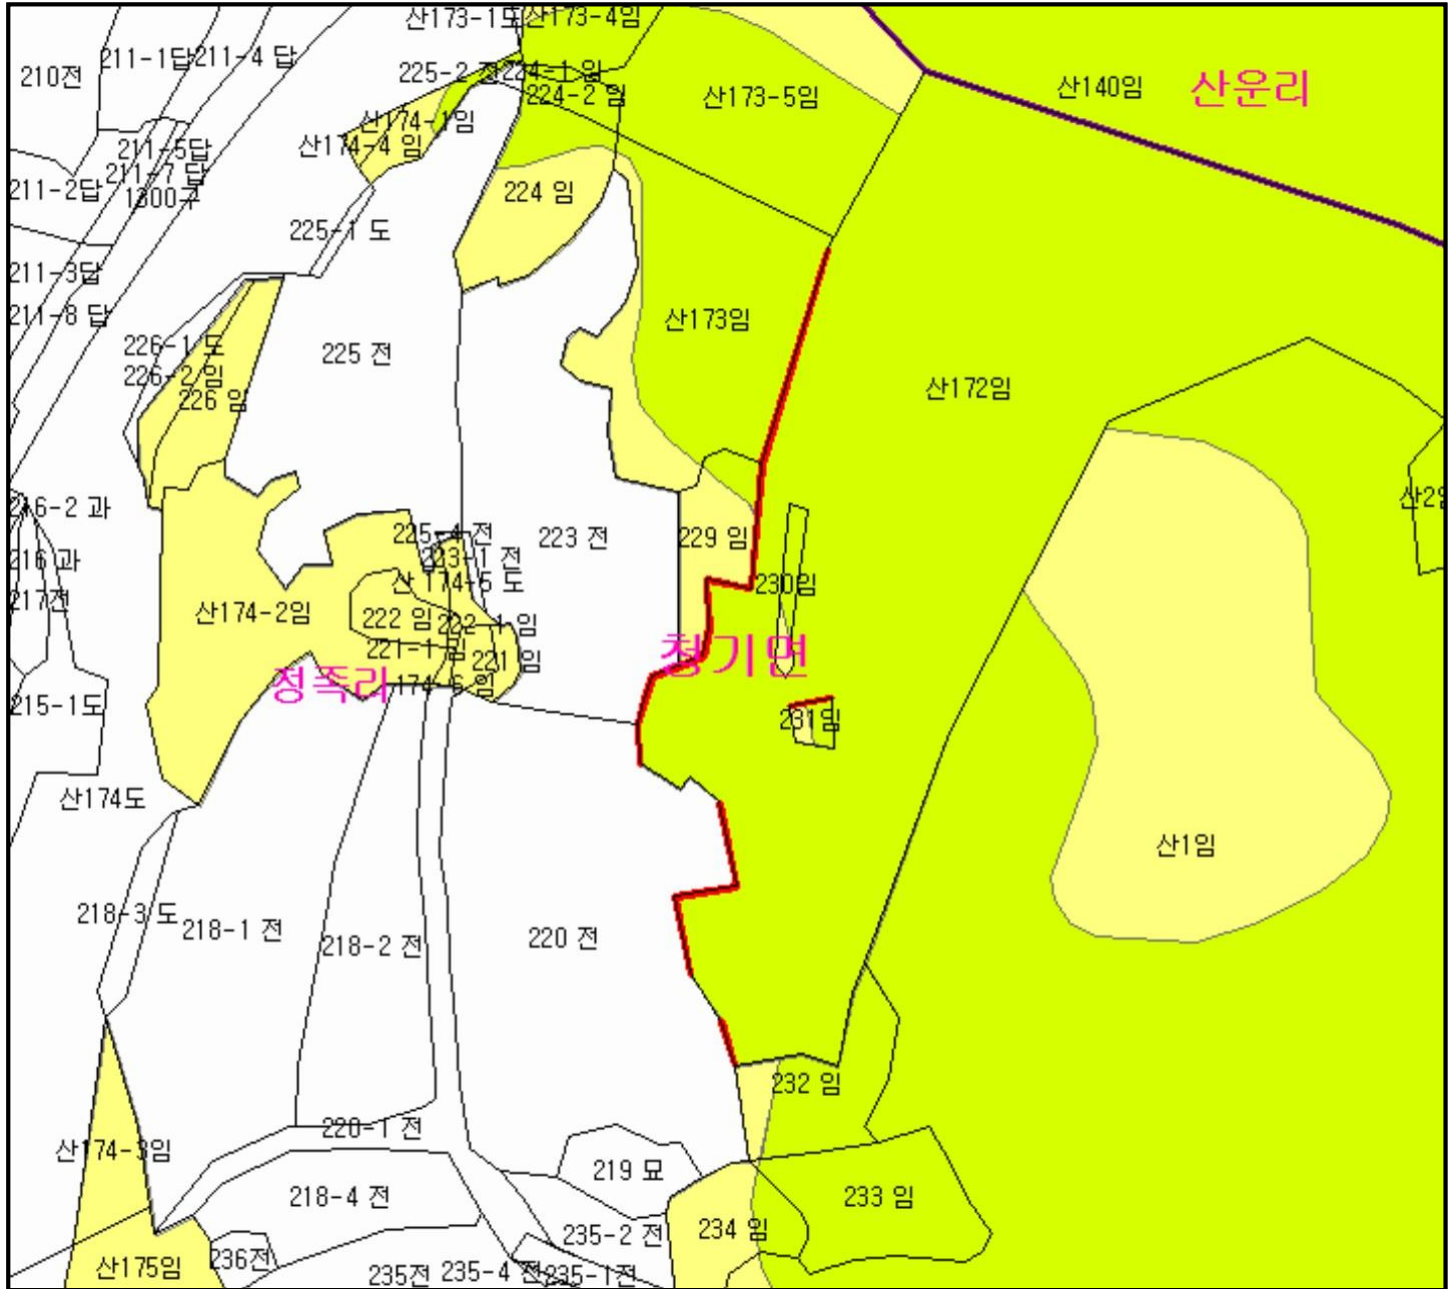 산173-1도
산173-4임
211-1답
211-4 답
210전
225-2 전
224-1 임
224-2 임
산173-5임
산140임
산운리
산174-1임
산174-4 임
211-5답
211-7 답
211-2답
1300구
224 임
225-1 도
211-3답
211-8 답
226-1 도
226-2 임
226 임
225 전
산173임
산172임
216-2 과
216 과
217전
225-4 전
223-1 전
산 174-5 도
223 전
229 임
230임
산174-2임
222 임
222-1 임
221-1 임
221 임
174-6 임
청기면
정족리
215-1도
231임
산174도
산1임
218-3 도
218-1 전
218-2 전
220 전
232 임
220-1 전
산174-3임
219 묘
218-4 전
233 임
234 임
235-2 전
236전
산175임
235전
235-4 전
235-1전